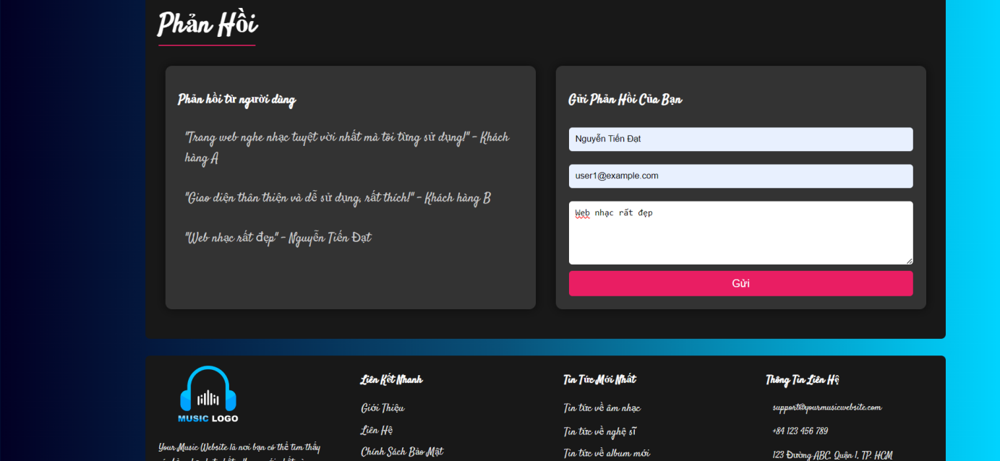 Phản Hồi
Phản hồi từ người dùng
"Trang web nghe nhạc tuyệt vời nhất mà tôi từng sử dụng!" - Khách
hàng A
"Giao diện thân thiện và dễ sử dụng, rất thích!" - Khách hàng B
"Web nhạc rất đẹp" - Nguyễn Tiến Đạt
Gửi Phản Hồi Của Bạn
Nguyễn Tiến Đạt
user1@example.com
Web nhạc rất đẹp
Gửi
MUSIC LOGO
Your Music Website là nơi bạn có thể tìm thấy
Liên Kết Nhanh
Giới Thiệu
Liên Hệ
Chính Sách Bảo Mật
Tin Tức Mới Nhất
Tin tức về âm nhạc
Tin tức về nghệ sĩ
Tin tức về album mới
Thông Tin Liên Hệ
support@yourmusicwebsite.com
+84 123 456 789
123 Đường ABC, Quận 1, TP. HCM